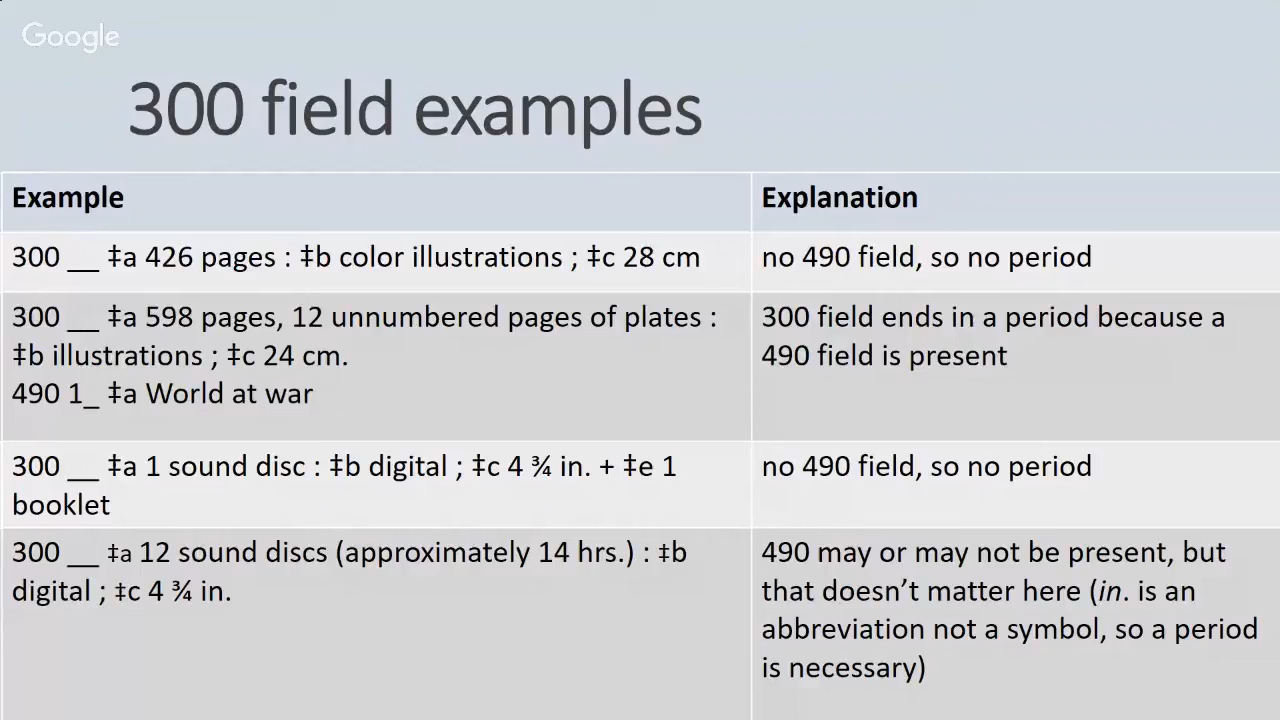 Google
300 field examples
Example
Explanation
300 __ ‡a 426 pages : ‡b color illustrations ; ‡c 28 cm
no 490 field, so no period
300 __ ‡a 598 pages, 12 unnumbered pages of plates :
‡b illustrations ; ‡c 24 cm.
490 1_ ‡a World at war
300 field ends in a period because a
490 field is present
300 __ ‡a 1 sound disc : ‡b digital ; ‡c 4 ¾ in. + ‡e 1
booklet
no 490 field, so no period
300 __ ‡a 12 sound discs (approximately 14 hrs.) : ‡b
digital ; ‡c 4 ¾ in.
490 may or may not be present, but
that doesn’t matter here (in. is an
abbreviation not a symbol, so a period
is necessary)